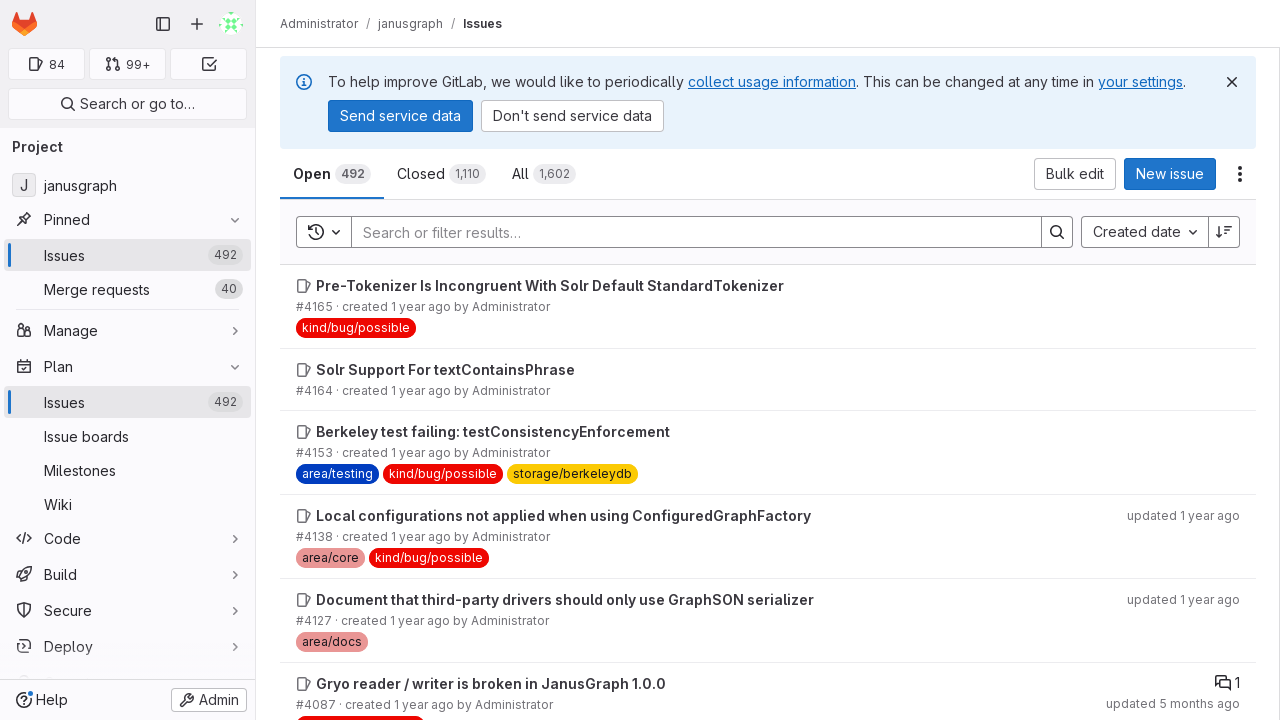 Administrator / janusgraph / Issues
84
99+
Search or go to…
Project
J janusgraph
Pinned
Issues 492
Merge requests 40
Manage
Plan
Issues 492
Issue boards
Milestones
Wiki
Code
Build
Secure
Deploy
Help
Admin
To help improve GitLab, we would like to periodically collect usage information. This can be changed at any time in your settings.
Send service data
Don't send service data
Open 492
Closed 1,110
All 1,602
Bulk edit
New issue
Search or filter results…
Created date
Pre-Tokenizer Is Incongruent With Solr Default StandardTokenizer
#4165 · created 1 year ago by Administrator
kind/bug/possible
Solr Support For textContainsPhrase
#4164 · created 1 year ago by Administrator
Berkeley test failing: testConsistencyEnforcement
#4153 · created 1 year ago by Administrator
area/testing kind/bug/possible storage/berkeleydb
Local configurations not applied when using ConfiguredGraphFactory
updated 1 year ago
#4138 · created 1 year ago by Administrator
area/core kind/bug/possible
Document that third-party drivers should only use GraphSON serializer
updated 1 year ago
#4127 · created 1 year ago by Administrator
area/docs
Gryo reader / writer is broken in JanusGraph 1.0.0
1
#4087 · created 1 year ago by Administrator
updated 5 months ago